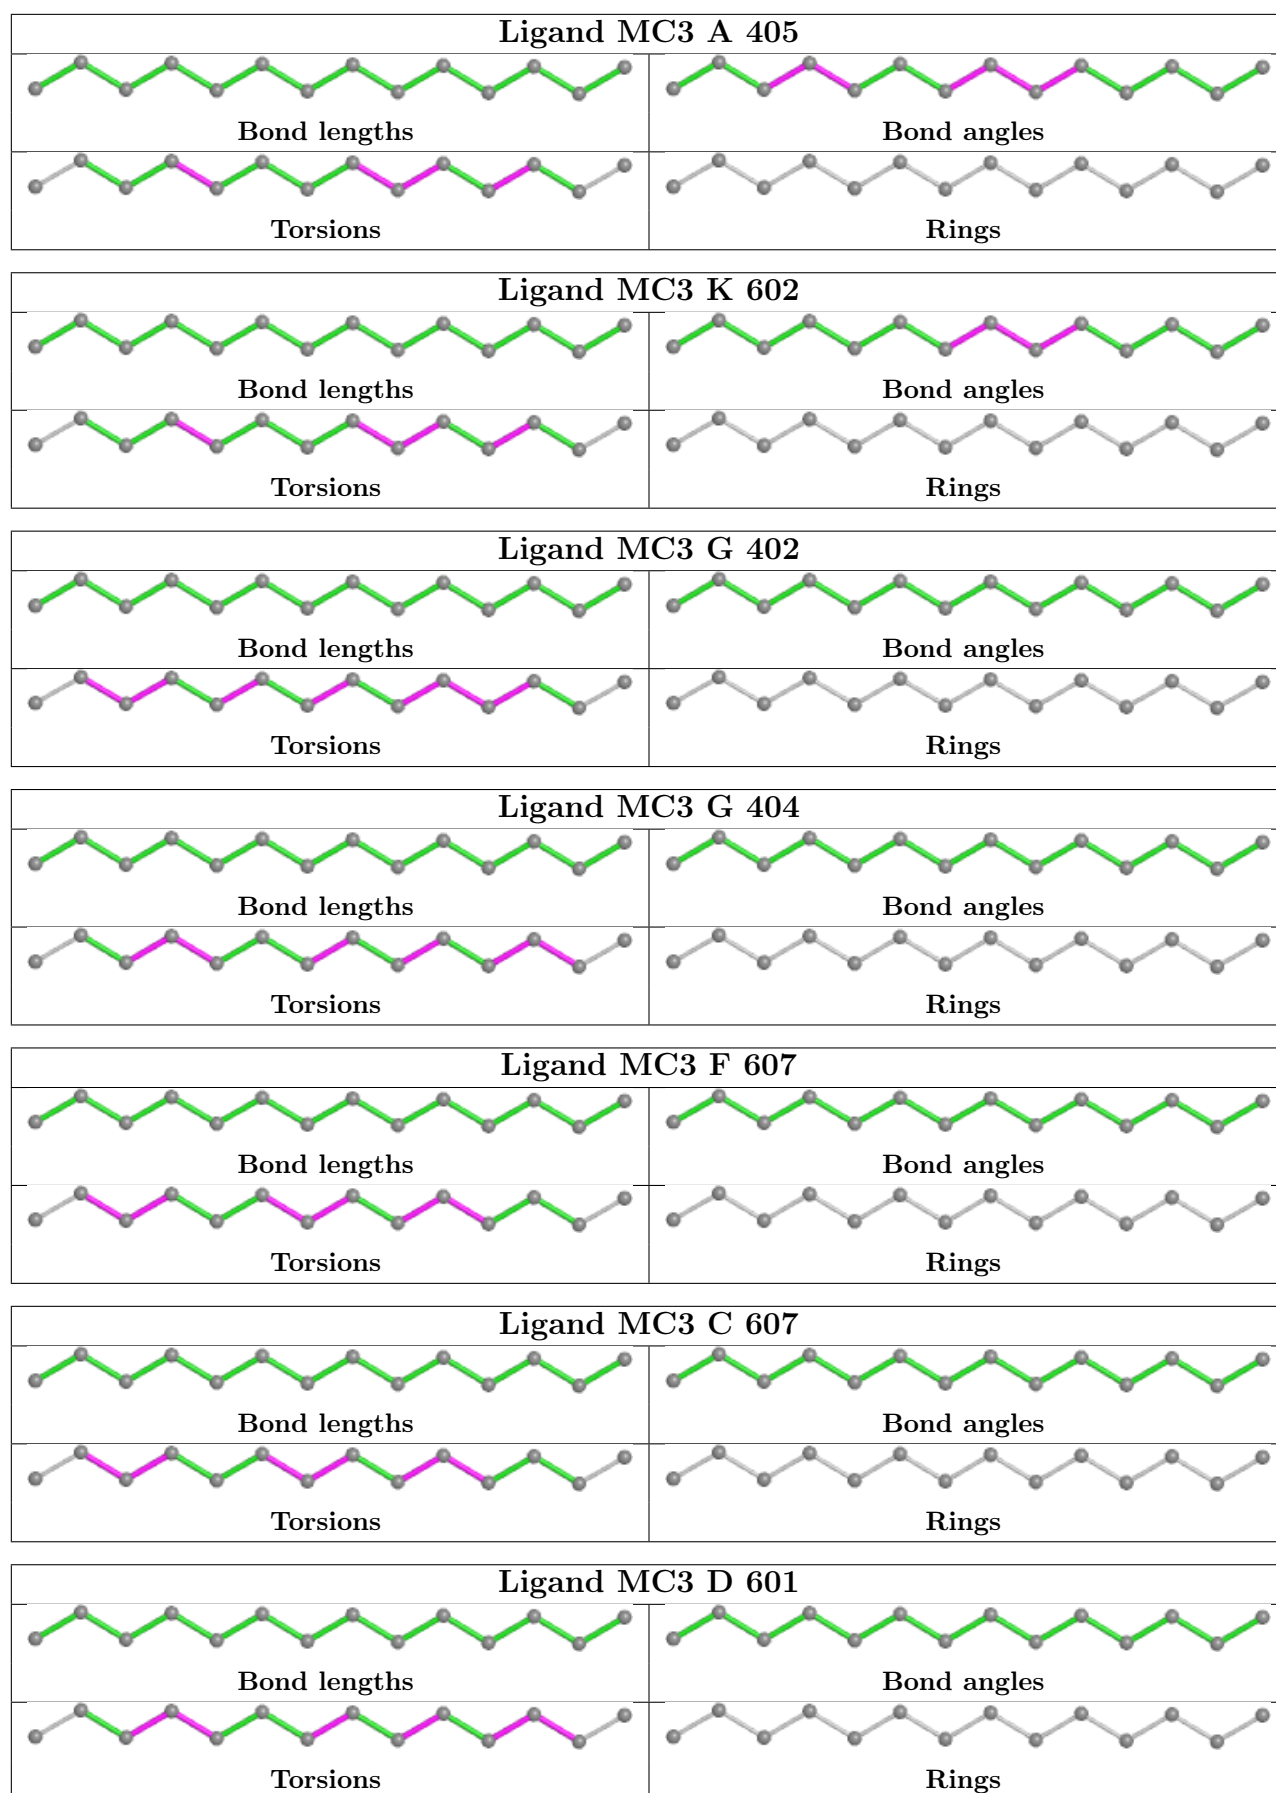 Ligand MC3 A 405
Bond lengths Bond angles
Torsions Rings
Ligand MC3 K 602
Bond lengths Bond angles
Torsions Rings
Ligand MC3 G 402
Bond lengths Bond angles
Torsions Rings
Ligand MC3 G 404
Bond lengths Bond angles
Torsions Rings
Ligand MC3 F 607
Bond lengths Bond angles
Torsions Rings
Ligand MC3 C 607
Bond lengths Bond angles
Torsions Rings
Ligand MC3 D 601
Bond lengths Bond angles
Torsions Rings